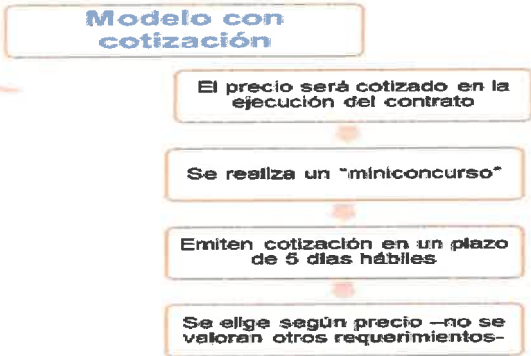 Modelo con
cotización
El precio será cotizado en la
ejecución del contrato
Se realiza un "miniconcurso"
Emiten cotización en un plazo
de 5 días hábiles
Se elige según precio –no se
valoran otros requerimientos-